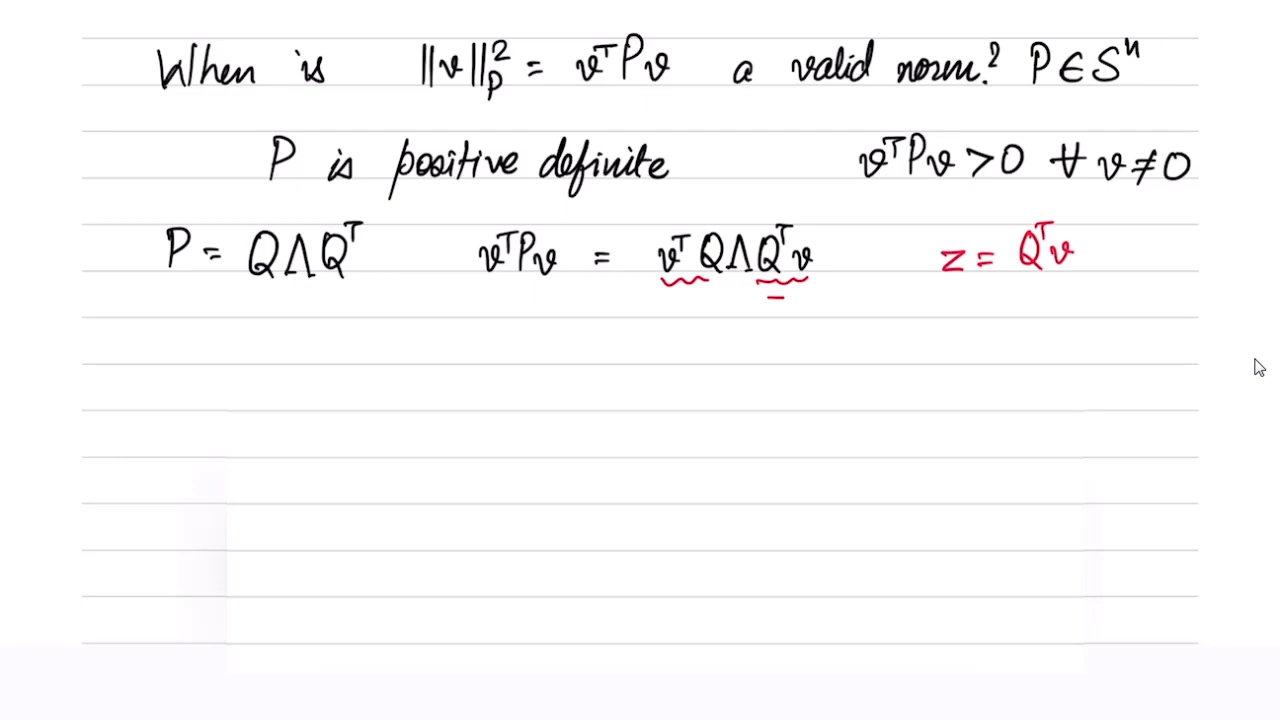 When is ||v||²_P = vᵀPv a valid norm? P ∈ Sⁿ
P is positive definite vᵀPv > 0 ∀ v ≠ 0
P = QΛQᵀ vᵀPv = vᵀQΛQᵀv z = Qᵀv